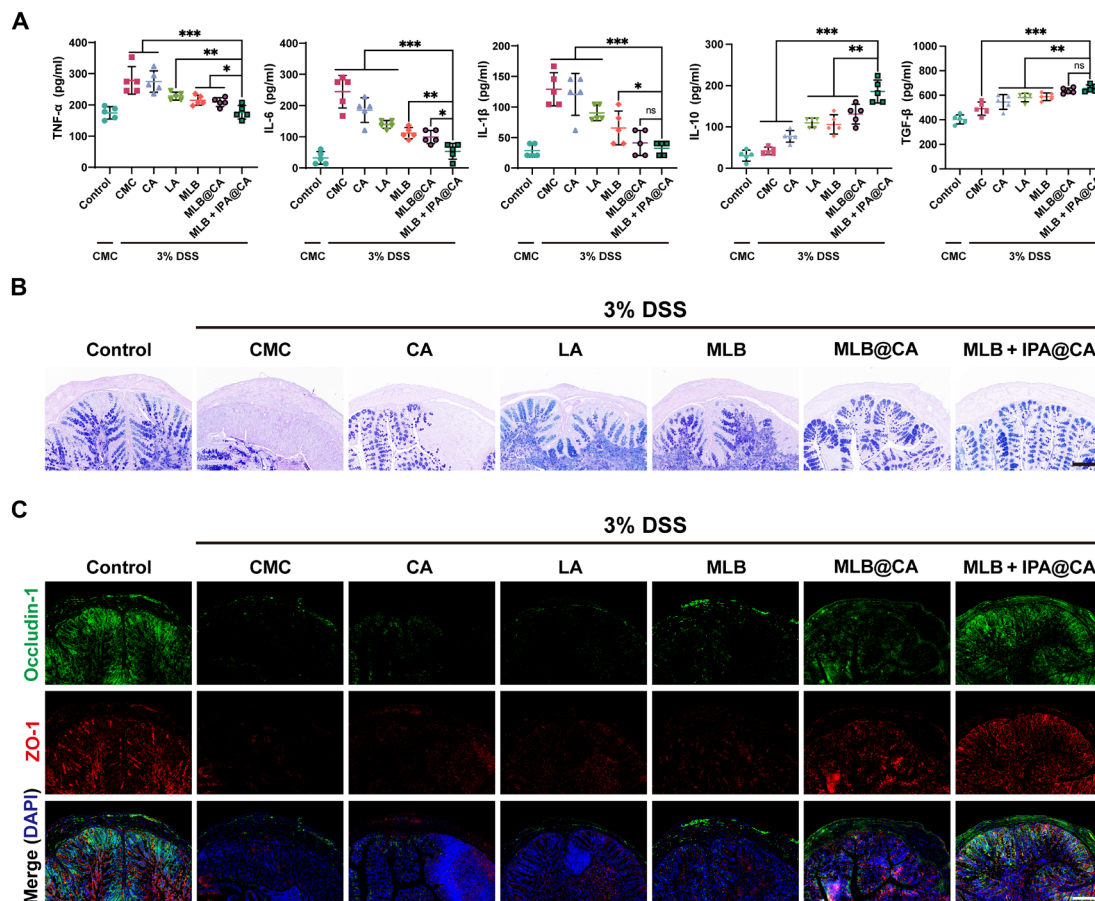 A
TNF-α (pg/ml)
400
300
200
100
0
***
**
*
Control
CMC
CA
LA
MLB
MLB@CA
MLB + IPA@CA
CMC
3% DSS
IL-6 (pg/ml)
400
300
200
100
0
***
**
*
Control
CMC
CA
LA
MLB
MLB@CA
MLB + IPA@CA
CMC
3% DSS
IL-1β (pg/ml)
200
150
100
50
0
***
*
ns
Control
CMC
CA
LA
MLB
MLB@CA
MLB + IPA@CA
CMC
3% DSS
IL-10 (pg/ml)
300
200
100
0
***
**
Control
CMC
CA
LA
MLB
MLB@CA
MLB + IPA@CA
CMC
3% DSS
TGF-β (pg/ml)
1000
800
600
400
200
0
***
**
ns
Control
CMC
CA
LA
MLB
MLB@CA
MLB + IPA@CA
CMC
3% DSS
B
3% DSS
Control CMC CA LA MLB MLB@CA MLB + IPA@CA
C
3% DSS
Control CMC CA LA MLB MLB@CA MLB + IPA@CA
Occludin-1
ZO-1
Merge (DAPI)